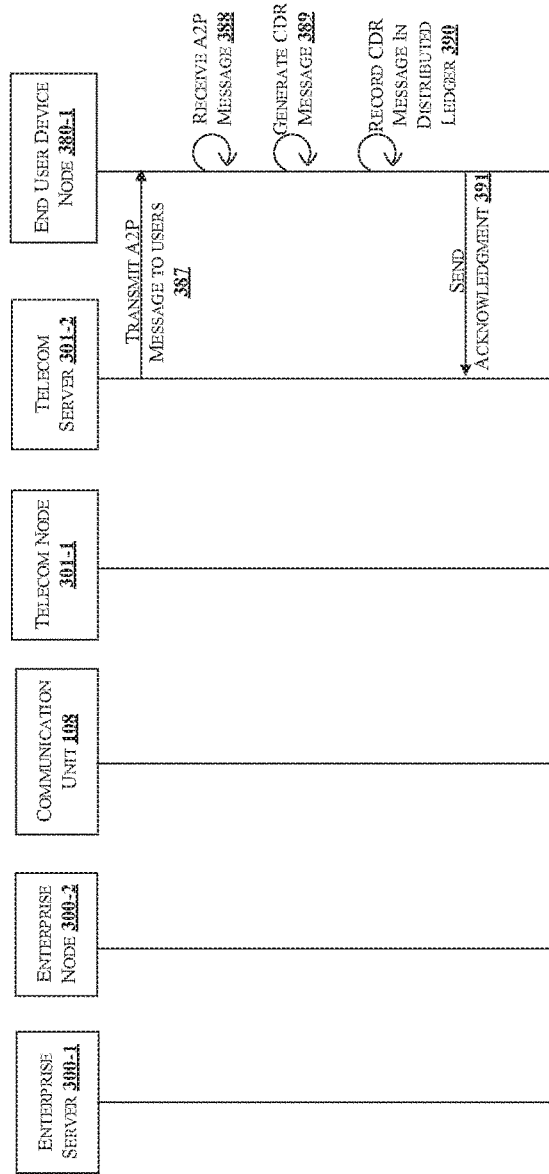 ENTERPRISE
SERVER 300-1
ENTERPRISE
NODE 300-2
COMMUNICATION
UNIT 108
TELECOM NODE
301-1
TELECOM
SERVER 301-2
END USER DEVICE
NODE 380-1
TRANSMIT A2P
MESSAGE TO USERS
387
RECEIVE A2P
MESSAGE 388
GENERATE CDR
MESSAGE 389
RECORD CDR
MESSAGE IN
DISTRIBUTED
LEDGER 390
SEND
ACKNOWLEDGMENT 391